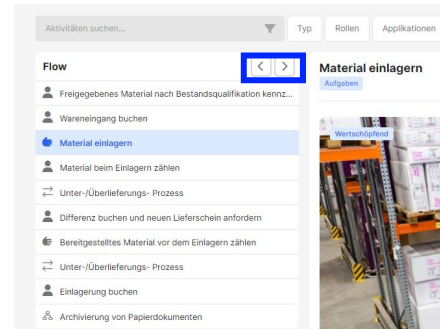 Aktivitäten suchen...
Typ
Rollen
Applikationen
Flow
Freigegebenes Material nach Bestandsqualifikation kennz...
Wareneingang buchen
Material einlagern
Material beim Einlagern zählen
Unter-/Überlieferungs- Prozess
Differenz buchen und neuen Lieferschein anfordern
Bereitgestelltes Material vor dem Einlagern zählen
Unter-/Überlieferungs- Prozess
Einlagerung buchen
Archivierung von Papierdokumenten
Material einlagern
Aufgaben
Wertschöpfend